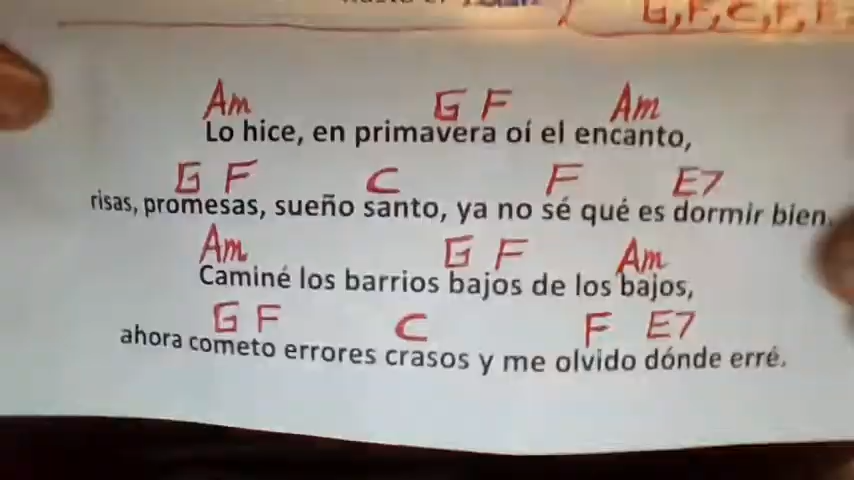 G, F, C, F, E7
Am G F Am
Lo hice, en primavera oí el encanto,
G F C F E7
risas, promesas, sueño santo, ya no sé qué es dormir bien.
Am G F Am
Caminé los barrios bajos de los bajos,
G F C F E7
ahora cometo errores crasos y me olvido dónde erré.